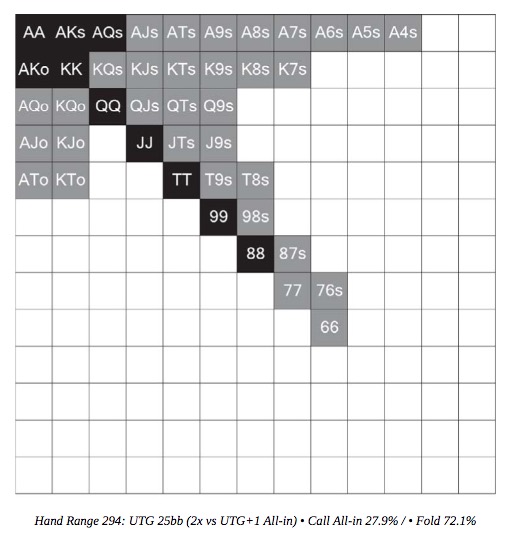 AA AKs AQs AJs ATs A9s A8s A7s A6s A5s A4s
AKo KK KQs KJs KTs K9s K8s K7s
AQo KQo QQ QJs QTs Q9s
AJo KJo JJ JTs J9s
ATo KTo TT T9s T8s
99 98s
88 87s
77 76s
66
Hand Range 294: UTG 25bb (2x vs UTG+1 All-in) • Call All-in 27.9% / • Fold 72.1%